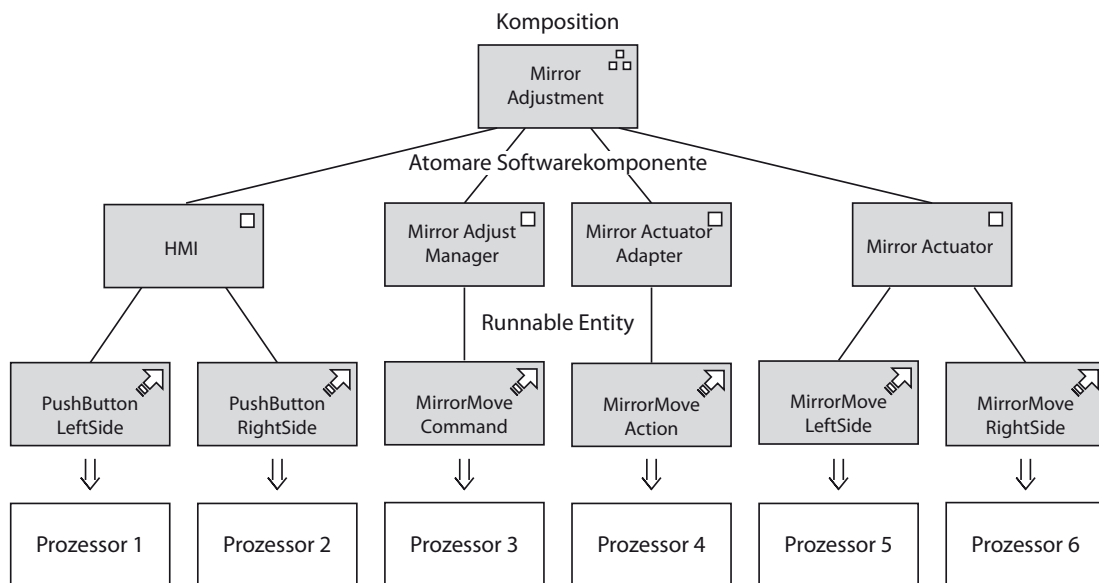 Komposition
Mirror
Adjustment
Atomare Softwarekomponente
HMI
Mirror Adjust
Manager
Mirror Actuator
Adapter
Mirror Actuator
Runnable Entity
PushButton
LeftSide
PushButton
RightSide
MirrorMove
Command
MirrorMove
Action
MirrorMove
LeftSide
MirrorMove
RightSide
Prozessor 1
Prozessor 2
Prozessor 3
Prozessor 4
Prozessor 5
Prozessor 6